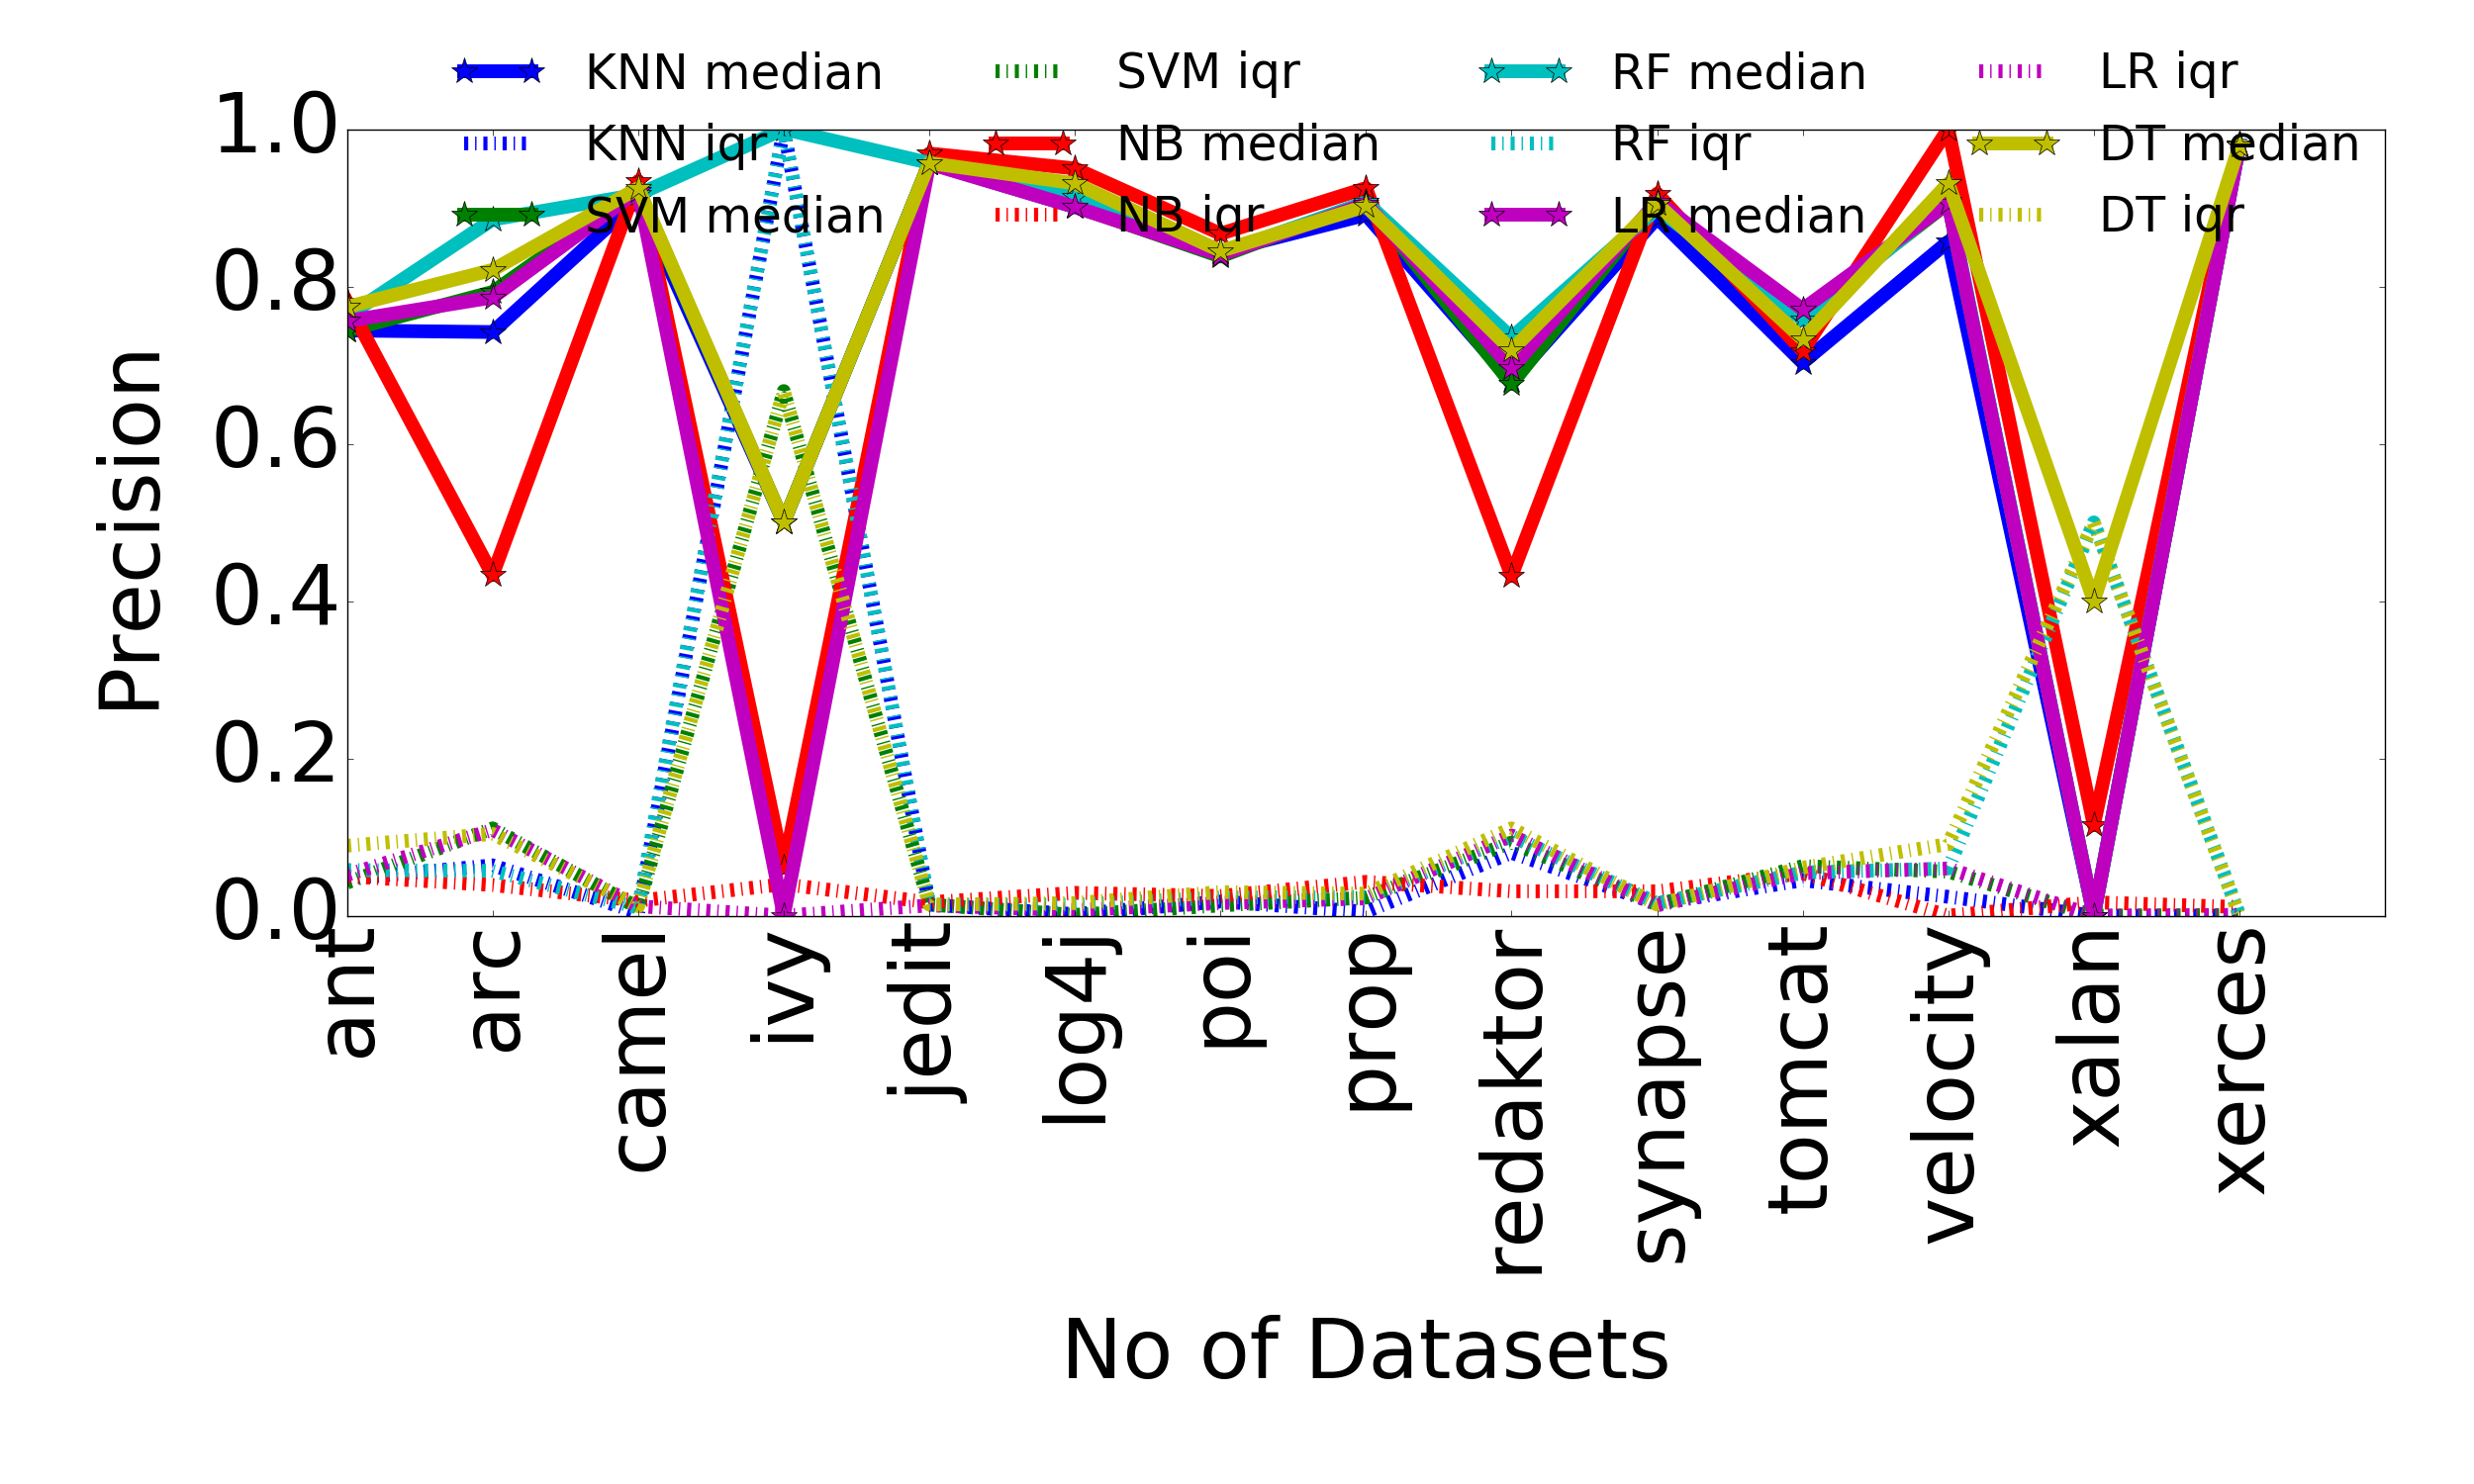 KNN median
KNN iqr
SVM median
SVM iqr
NB median
NB iqr
RF median
RF iqr
LR median
LR iqr
DT median
DT iqr
Precision
1.0
0.8
0.6
0.4
0.2
0.0
ant
arc
camel
ivy
jedit
log4j
poi
prop
redaktor
synapse
tomcat
velocity
xalan
xerces
No of Datasets